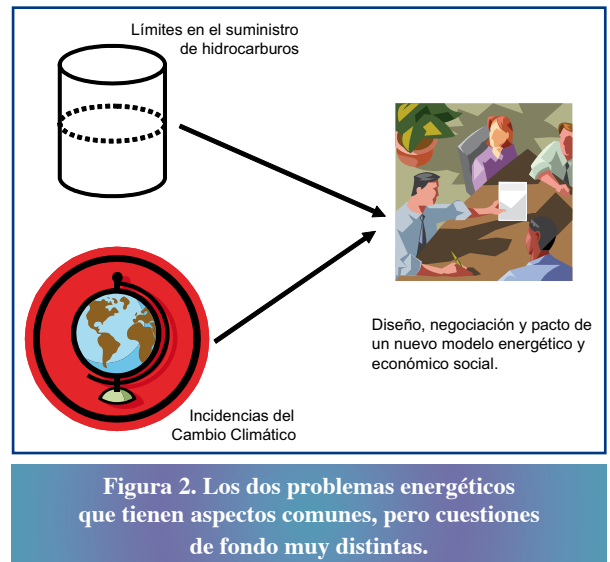 Límites en el suministro
de hidrocarburos
Diseño, negociación y pacto de
un nuevo modelo energético y
económico social.
Incidencias del
Cambio Climático
Figura 2. Los dos problemas energéticos
que tienen aspectos comunes, pero cuestiones
de fondo muy distintas.